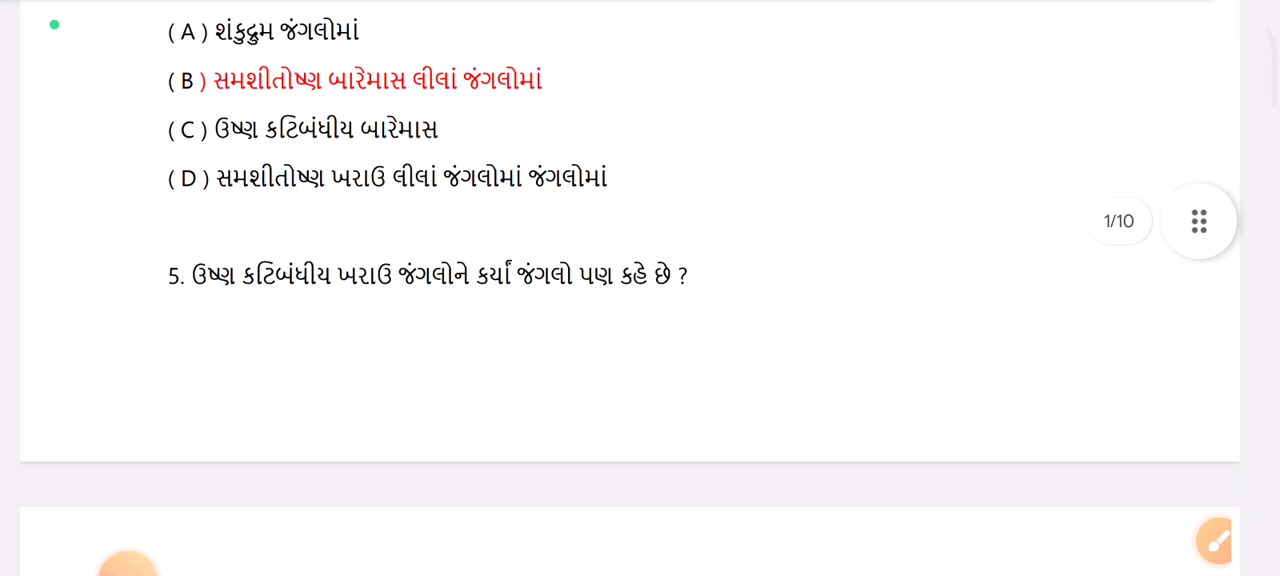 ( A ) શંકુદ્રુમ જંગલોમાં
( B ) સમશીતોષ્ણ બારેમાસ લીલાં જંગલોમાં
( C ) ઉષ્ણ કટિબંધીય બારેમાસ
( D ) સમશીતોષ્ણ ખરાઉ લીલાં જંગલોમાં જંગલોમાં
1/10
5. ઉષ્ણ કટિબંધીય ખરાઉ જંગલોને કર્યાં જંગલો પણ કહે છે ?